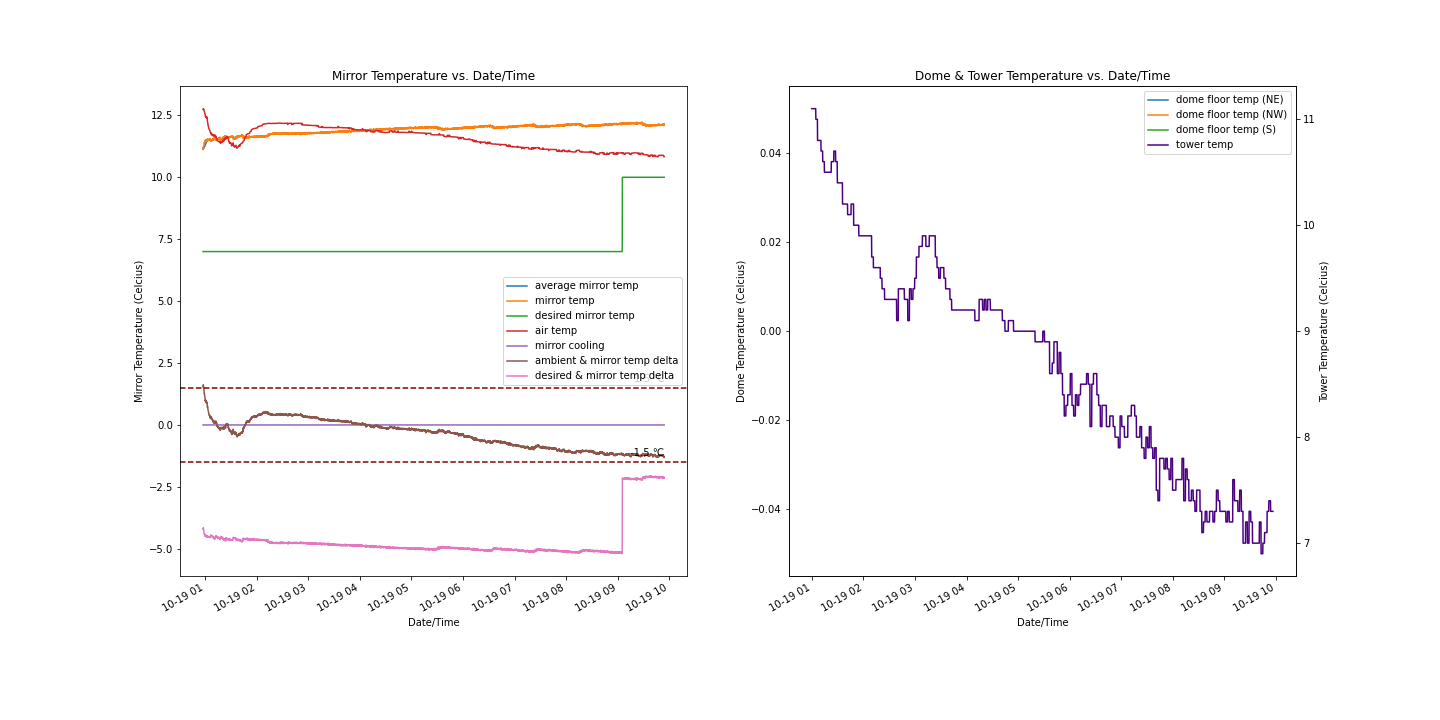 Mirror Temperature vs. Date/Time
Mirror Temperature (Celcius)
12.5
10.0
7.5
5.0
2.5
0.0
−2.5
−5.0
average mirror temp
mirror temp
desired mirror temp
air temp
mirror cooling
ambient & mirror temp delta
desired & mirror temp delta
10-19 01
10-19 02
10-19 03
10-19 04
10-19 05
10-19 06
10-19 07
10-19 08
10-19 09
10-19 10
Date/Time
Dome & Tower Temperature vs. Date/Time
Dome Temperature (Celcius)
0.04
0.02
0.00
−0.02
−0.04
dome floor temp (NE)
dome floor temp (NW)
dome floor temp (S)
tower temp
11
10
9
8
7
Tower Temperature (Celcius)
10-19 01
10-19 02
10-19 03
10-19 04
10-19 05
10-19 06
10-19 07
10-19 08
10-19 09
10-19 10
Date/Time